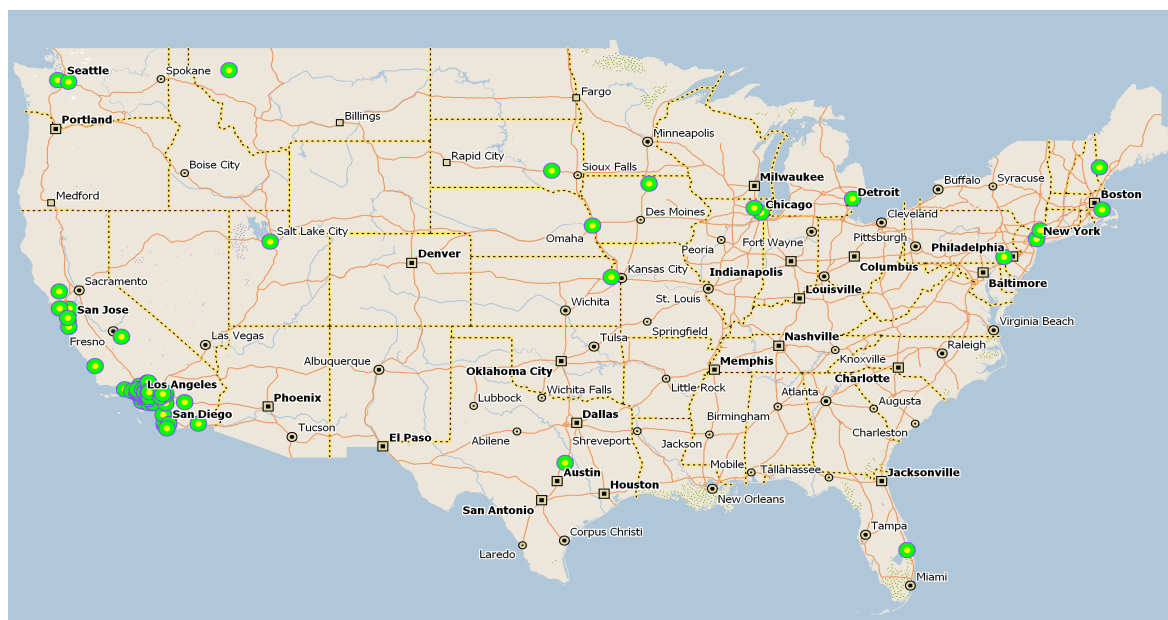 Seattle
Spokane
Fargo
Portland
Billings
Minneapolis
Boise City
Rapid City
Sioux Falls
Milwaukee
Detroit
Buffalo
Syracuse
Boston
Medford
Chicago
Des Moines
Cleveland
Salt Lake City
Omaha
Peoria
Fort Wayne
Pittsburgh
New York
Philadelphia
Denver
Indianapolis
Columbus
Kansas City
Baltimore
Sacramento
Louisville
St. Louis
San Jose
Wichita
Virginia Beach
Fresno
Las Vegas
Tulsa
Springfield
Nashville
Raleigh
Albuquerque
Knoxville
Memphis
Oklahoma City
Charlotte
Los Angeles
Wichita Falls
Little Rock
Phoenix
Lubbock
Atlanta
Augusta
San Diego
Dallas
Birmingham
Tucson
El Paso
Abilene
Shreveport
Jackson
Charleston
Mobile
Tallahassee
Austin
Jacksonville
Houston
New Orleans
San Antonio
Tampa
Corpus Christi
Laredo
Miami